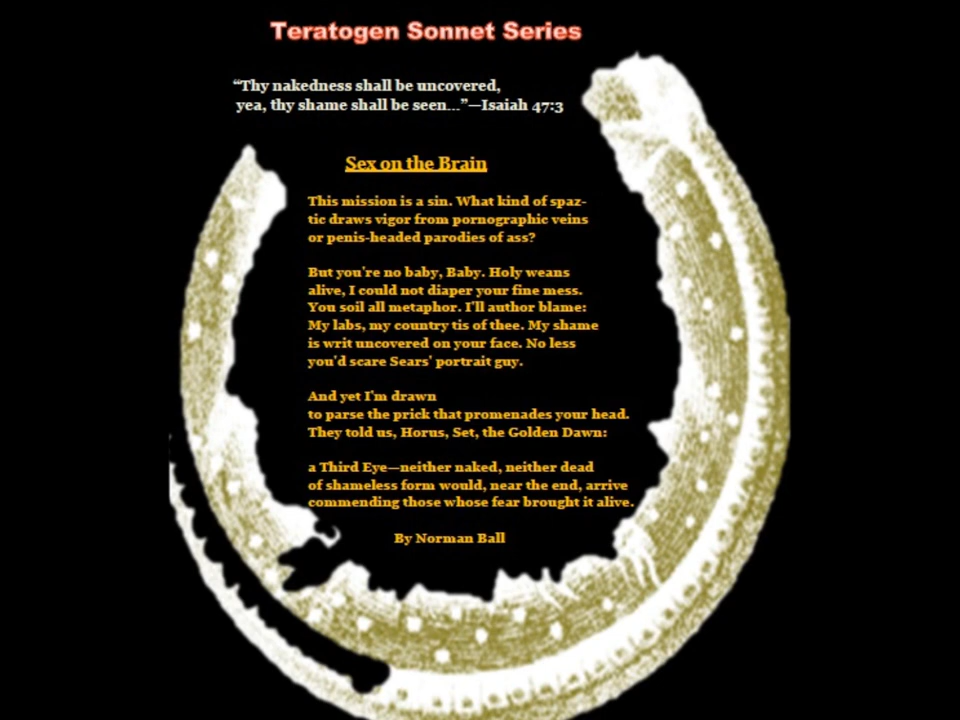 Teratogen Sonnet Series
“Thy nakedness shall be uncovered,
yea, thy shame shall be seen...”—Isaiah 47:3
Sex on the Brain
This mission is a sin. What kind of spaz-
tic draws vigor from pornographic veins
or penis-headed parodies of ass?
But you're no baby, Baby. Holy weans
alive, I could not diaper your fine mess.
You soil all metaphor. I'll author blame:
My labs, my country tis of thee. My shame
is writ uncovered on your face. No less
you'd scare Sears' portrait guy.
And yet I'm drawn
to parse the prick that promenades your head.
They told us, Horus, Set, the Golden Dawn:
a Third Eye—neither naked, neither dead
of shameless form would, near the end, arrive
commending those whose fear brought it alive.
By Norman Ball